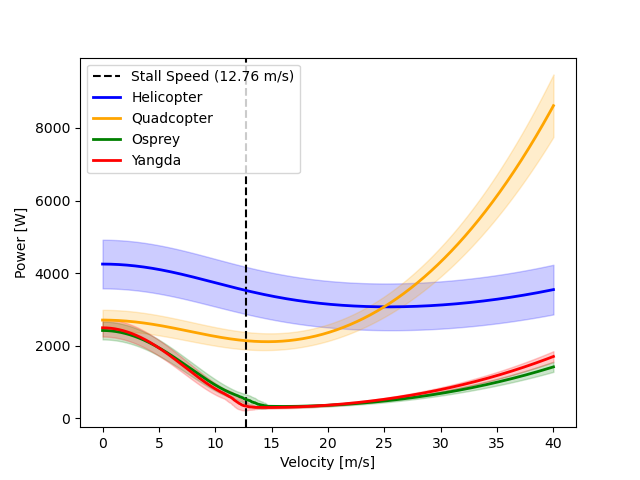 Stall Speed (12.76 m/s)
Helicopter
Quadcopter
Osprey
Yangda
Power [W]
8000
6000
4000
2000
0
0 5 10 15 20 25 30 35 40
Velocity [m/s]